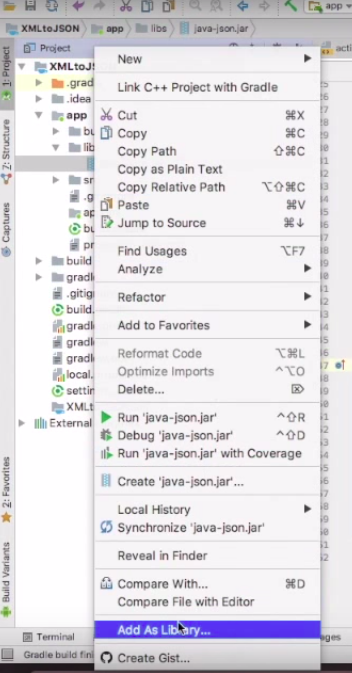 app
XMLtoJSON
app
libs
java-json.jar
1: Project
Project
acti
XMLtoJ
.grad
.idea
app
bu
lib
sr
.g
ap
bu
pr
build
gradle
.gitig
build.
gradle
gradle
gradle
local.
settin
XMLt
External
New
Link C++ Project with Gradle
Cut ⌘X
Copy ⌘C
Copy Path ⇧⌘C
Copy as Plain Text
Copy Relative Path ⌥⇧⌘C
Paste ⌘V
Jump to Source ⌘↓
Find Usages ⌥F7
Analyze
Refactor
Add to Favorites
Reformat Code ⌥⌘L
Optimize Imports ^⌥O
Delete... ⌦
Run 'java-json.jar' ^⇧R
Debug 'java-json.jar' ^⇧D
Run 'java-json.jar' with Coverage
Create 'java-json.jar'...
Local History
Synchronize 'java-json.jar'
Reveal in Finder
Compare With... ⌘D
Compare File with Editor
Add As Library...
Create Gist...
7: Structure
Captures
2: Favorites
Build Variants
Terminal
ages
Gradle build fini